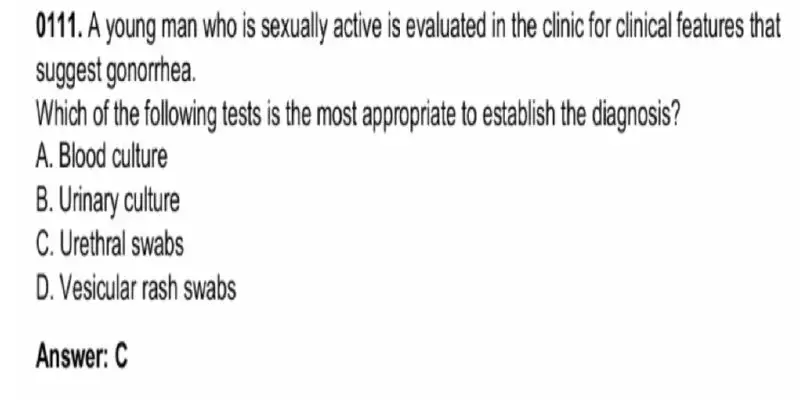 0111. A young man who is sexually active is evaluated in the clinic for clinical features that
suggest gonorrhea.
Which of the following tests is the most appropriate to establish the diagnosis?
A. Blood culture
B. Urinary culture
C. Urethral swabs
D. Vesicular rash swabs
Answer: C